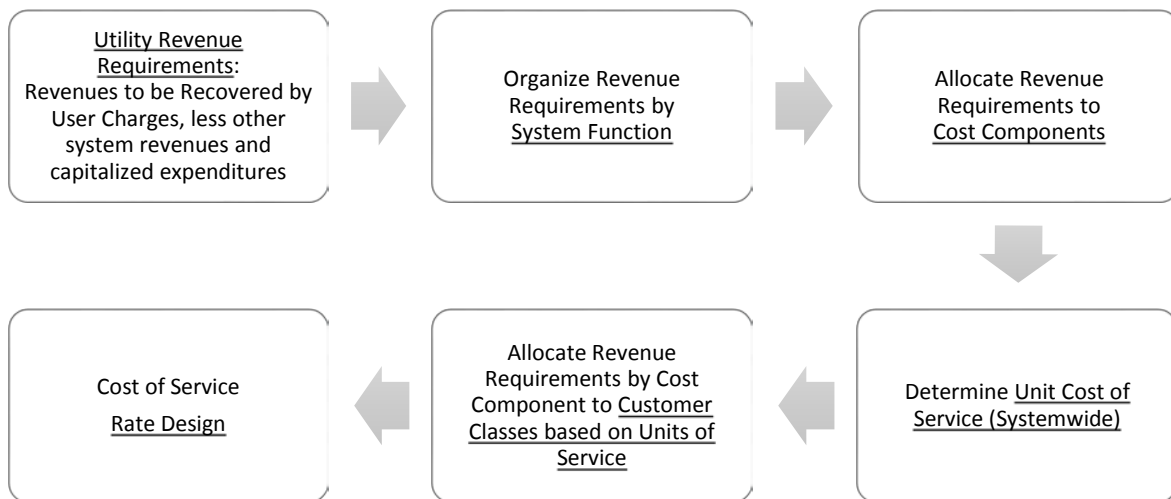 Utility Revenue
Requirements:
Revenues to be Recovered by
User Charges, less other
system revenues and
capitalized expenditures
Organize Revenue
Requirements by
System Function
Allocate Revenue
Requirements to
Cost Components
Determine Unit Cost of
Service (Systemwide)
Allocate Revenue
Requirements by Cost
Component to Customer
Classes based on Units of
Service
Cost of Service
Rate Design